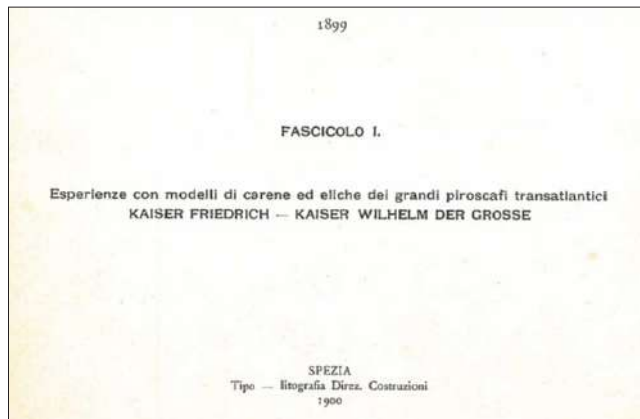 1899
FASCICOLO I.
Esperienze con modelli di carene ed eliche dei grandi piroscafi transatlantici
KAISER FRIEDRICH — KAISER WILHELM DER GROSSE
SPEZIA
Tipo — litografia Direz. Costruzioni
1900